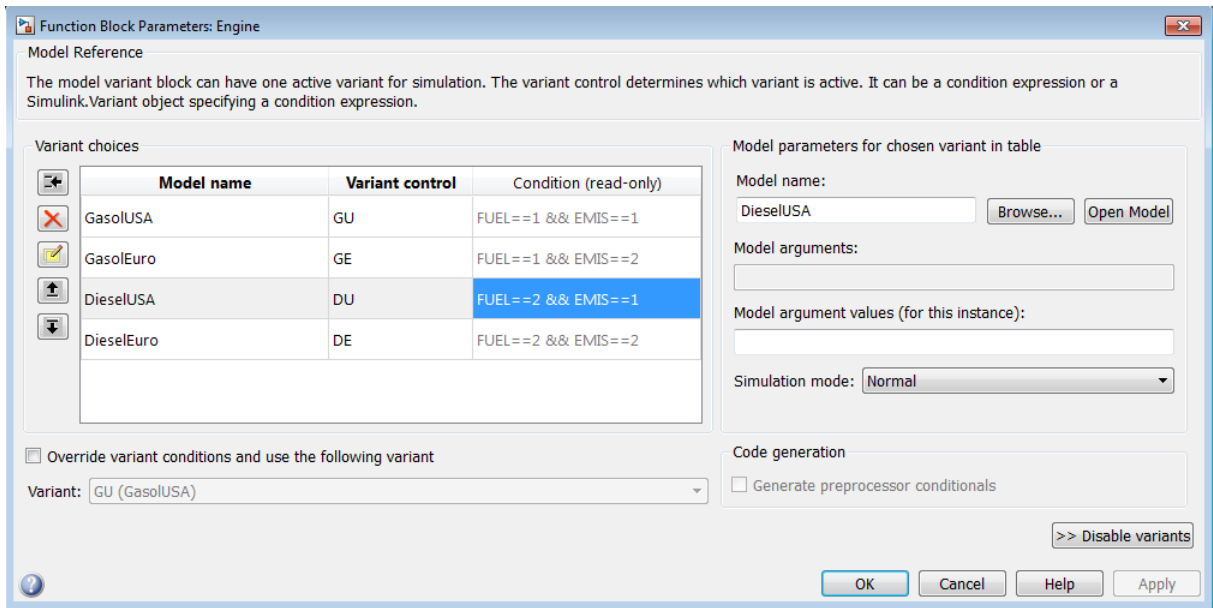 Function Block Parameters: Engine
Model Reference
The model variant block can have one active variant for simulation. The variant control determines which variant is active. It can be a condition expression or a
Simulink.Variant object specifying a condition expression.
Variant choices
Model name Variant control Condition (read-only)
GasolUSA GU FUEL==1 && EMIS==1
GasolEuro GE FUEL==1 && EMIS==2
DieselUSA DU FUEL==2 && EMIS==1
DieselEuro DE FUEL==2 && EMIS==2
Override variant conditions and use the following variant
Variant: GU (GasolUSA)
Model parameters for chosen variant in table
Model name:
DieselUSA Browse... Open Model
Model arguments:
Model argument values (for this instance):
Simulation mode: Normal
Code generation
Generate preprocessor conditionals
>> Disable variants
? OK Cancel Help Apply